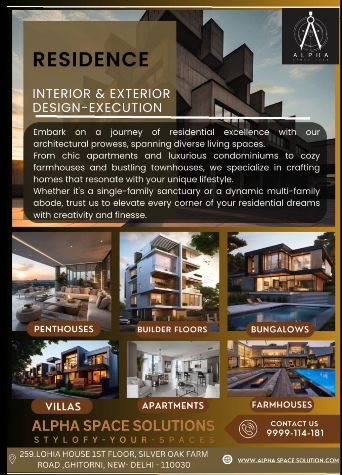 ALPHA
RESIDENCE
INTERIOR & EXTERIOR
DESIGN-EXECUTION
Embark on a journey of residential excellence with our
architectural prowess, spanning diverse living spaces.
From chic apartments and luxurious condominiums to cozy
farmhouses and bustling townhouses, we specialize in crafting
homes that resonate with your unique lifestyle.
Whether it's a single-family sanctuary or a dynamic multi-family
abode, trust us to elevate every corner of your residential dreams
with creativity and finesse.
PENTHOUSES
BUILDER FLOORS
BUNGALOWS
VILLAS
APARTMENTS
FARMHOUSES
ALPHA SPACE SOLUTIONS
STYLOFY-YOUR-SPACES
CONTACT US
9999-114-181
259,LOHIA HOUSE 1ST FLOOR, SILVER OAK FARM
ROAD ,GHITORNI, NEW- DELHI - 110030
WWW.ALPHA SPACE SOLUTION.COM